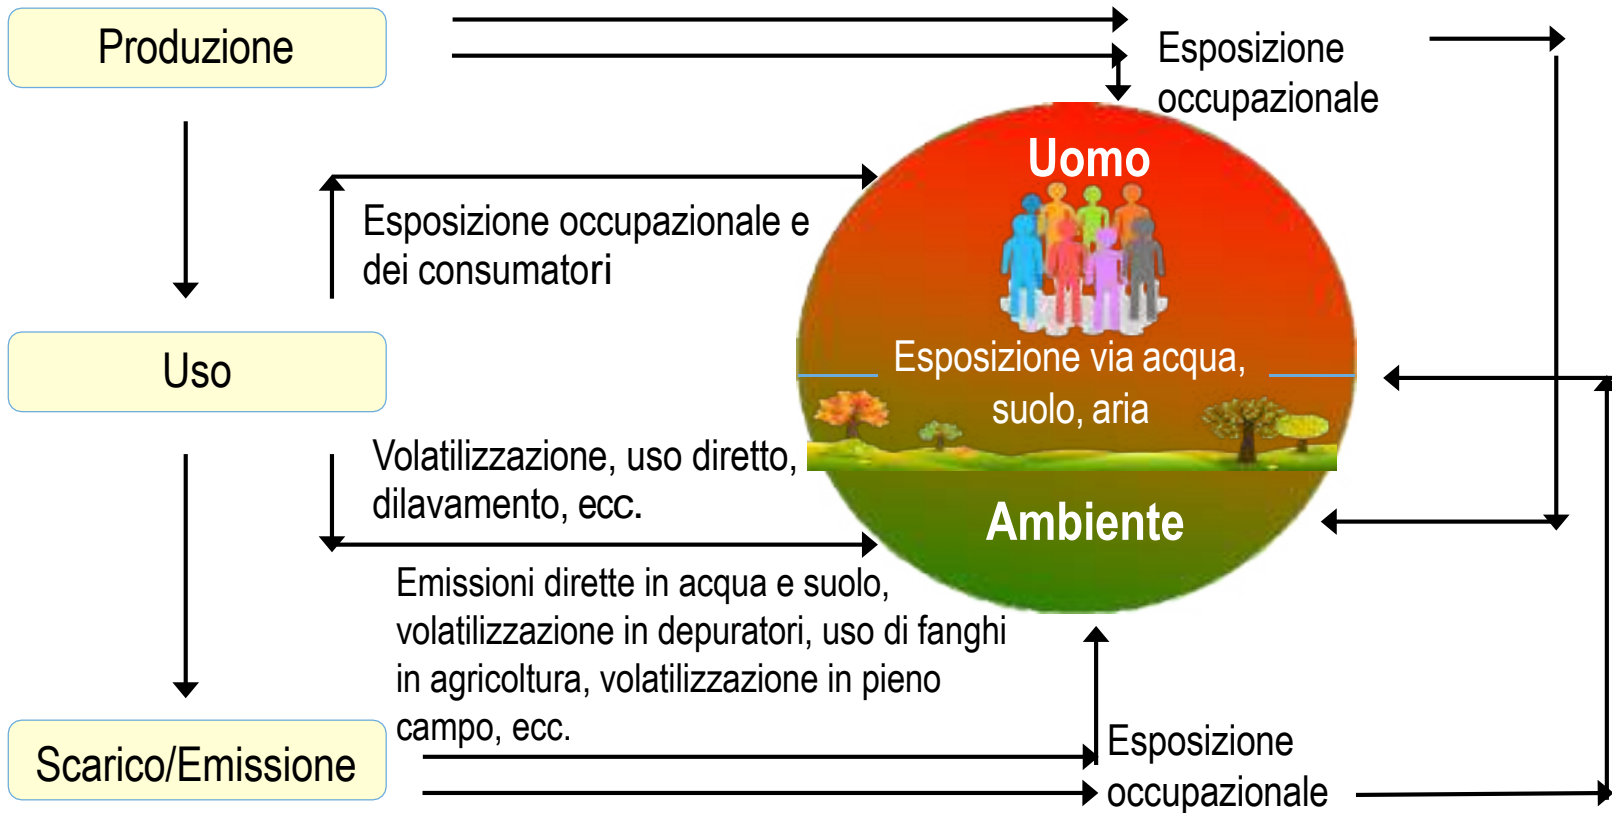 Produzione
Esposizione
occupazionale
Uomo
Esposizione occupazionale e
dei consumatori
Uso
Esposizione via acqua,
suolo, aria
Volatilizzazione, uso diretto,
dilavamento, ecc.
Ambiente
Emissioni dirette in acqua e suolo,
volatilizzazione in depuratori, uso di fanghi
in agricoltura, volatilizzazione in pieno
campo, ecc.
Scarico/Emissione
Esposizione
occupazionale